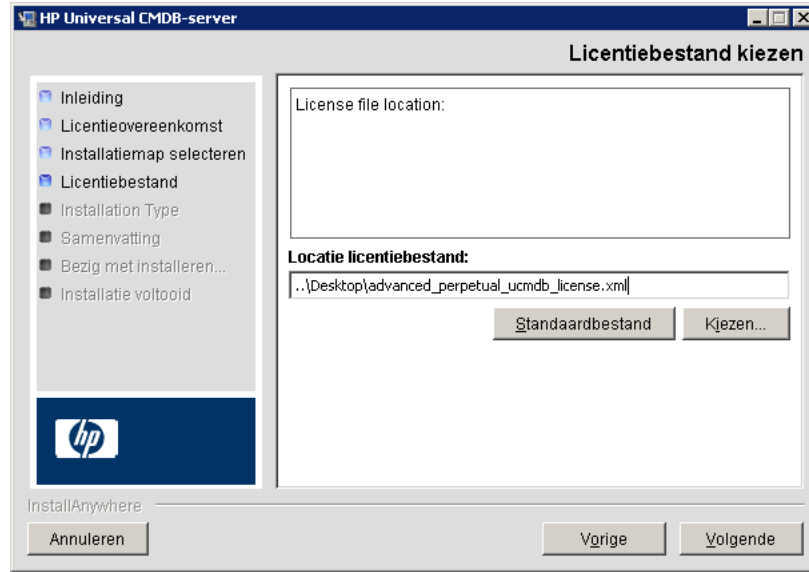 HP Universal CMDB-server
Licentiebestand kiezen
Inleiding
Licentieovereenkomst
Installatiemap selecteren
Licentiebestand
Installation Type
Samenvatting
Bezig met installeren...
Installatie voltooid
License file location:
Locatie licentiebestand:
..\Desktop\advanced_perpetual_ucmdb_license.xml
Standaardbestand
Kiezen...
hp
InstallAnywhere
Annuleren
Vorige
Volgende